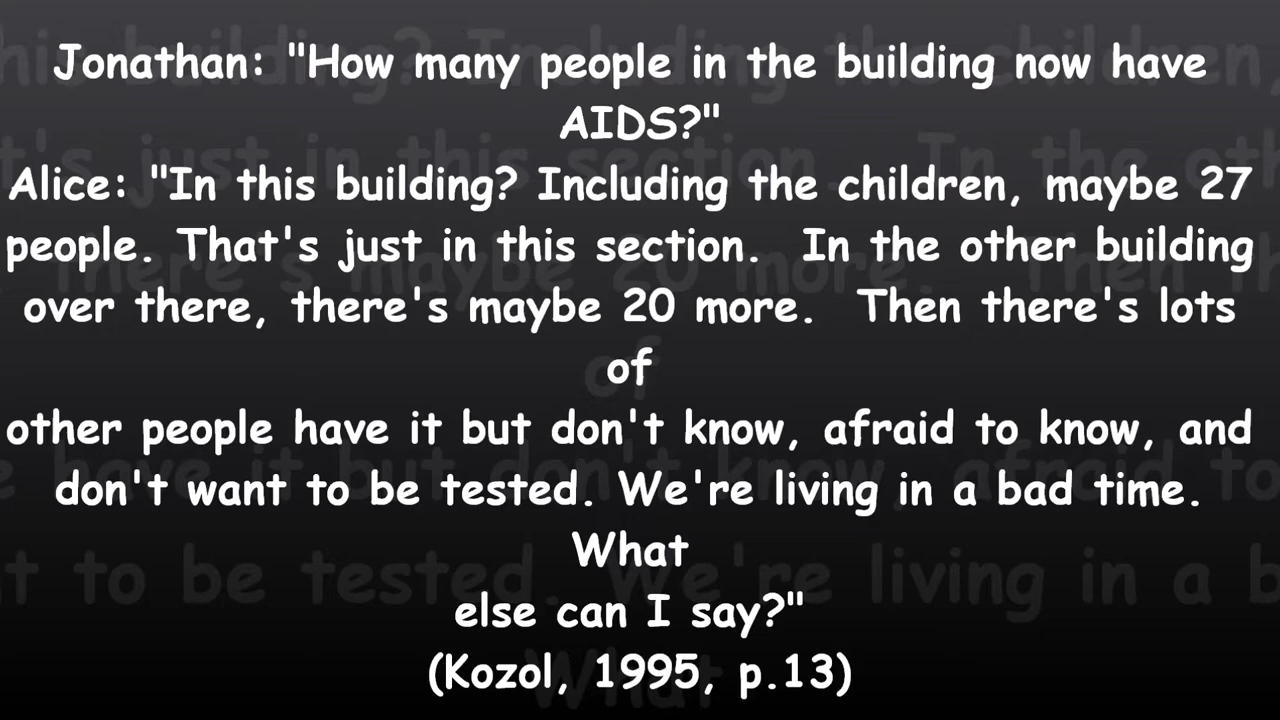 Jonathan: "How many people in the building now have
AIDS?"
Alice: "In this building? Including the children, maybe 27
people. That's just in this section. In the other building
over there, there's maybe 20 more. Then there's lots
of
other people have it but don't know, afraid to know, and
don't want to be tested. We're living in a bad time.
What
else can I say?"
(Kozol, 1995, p.13)